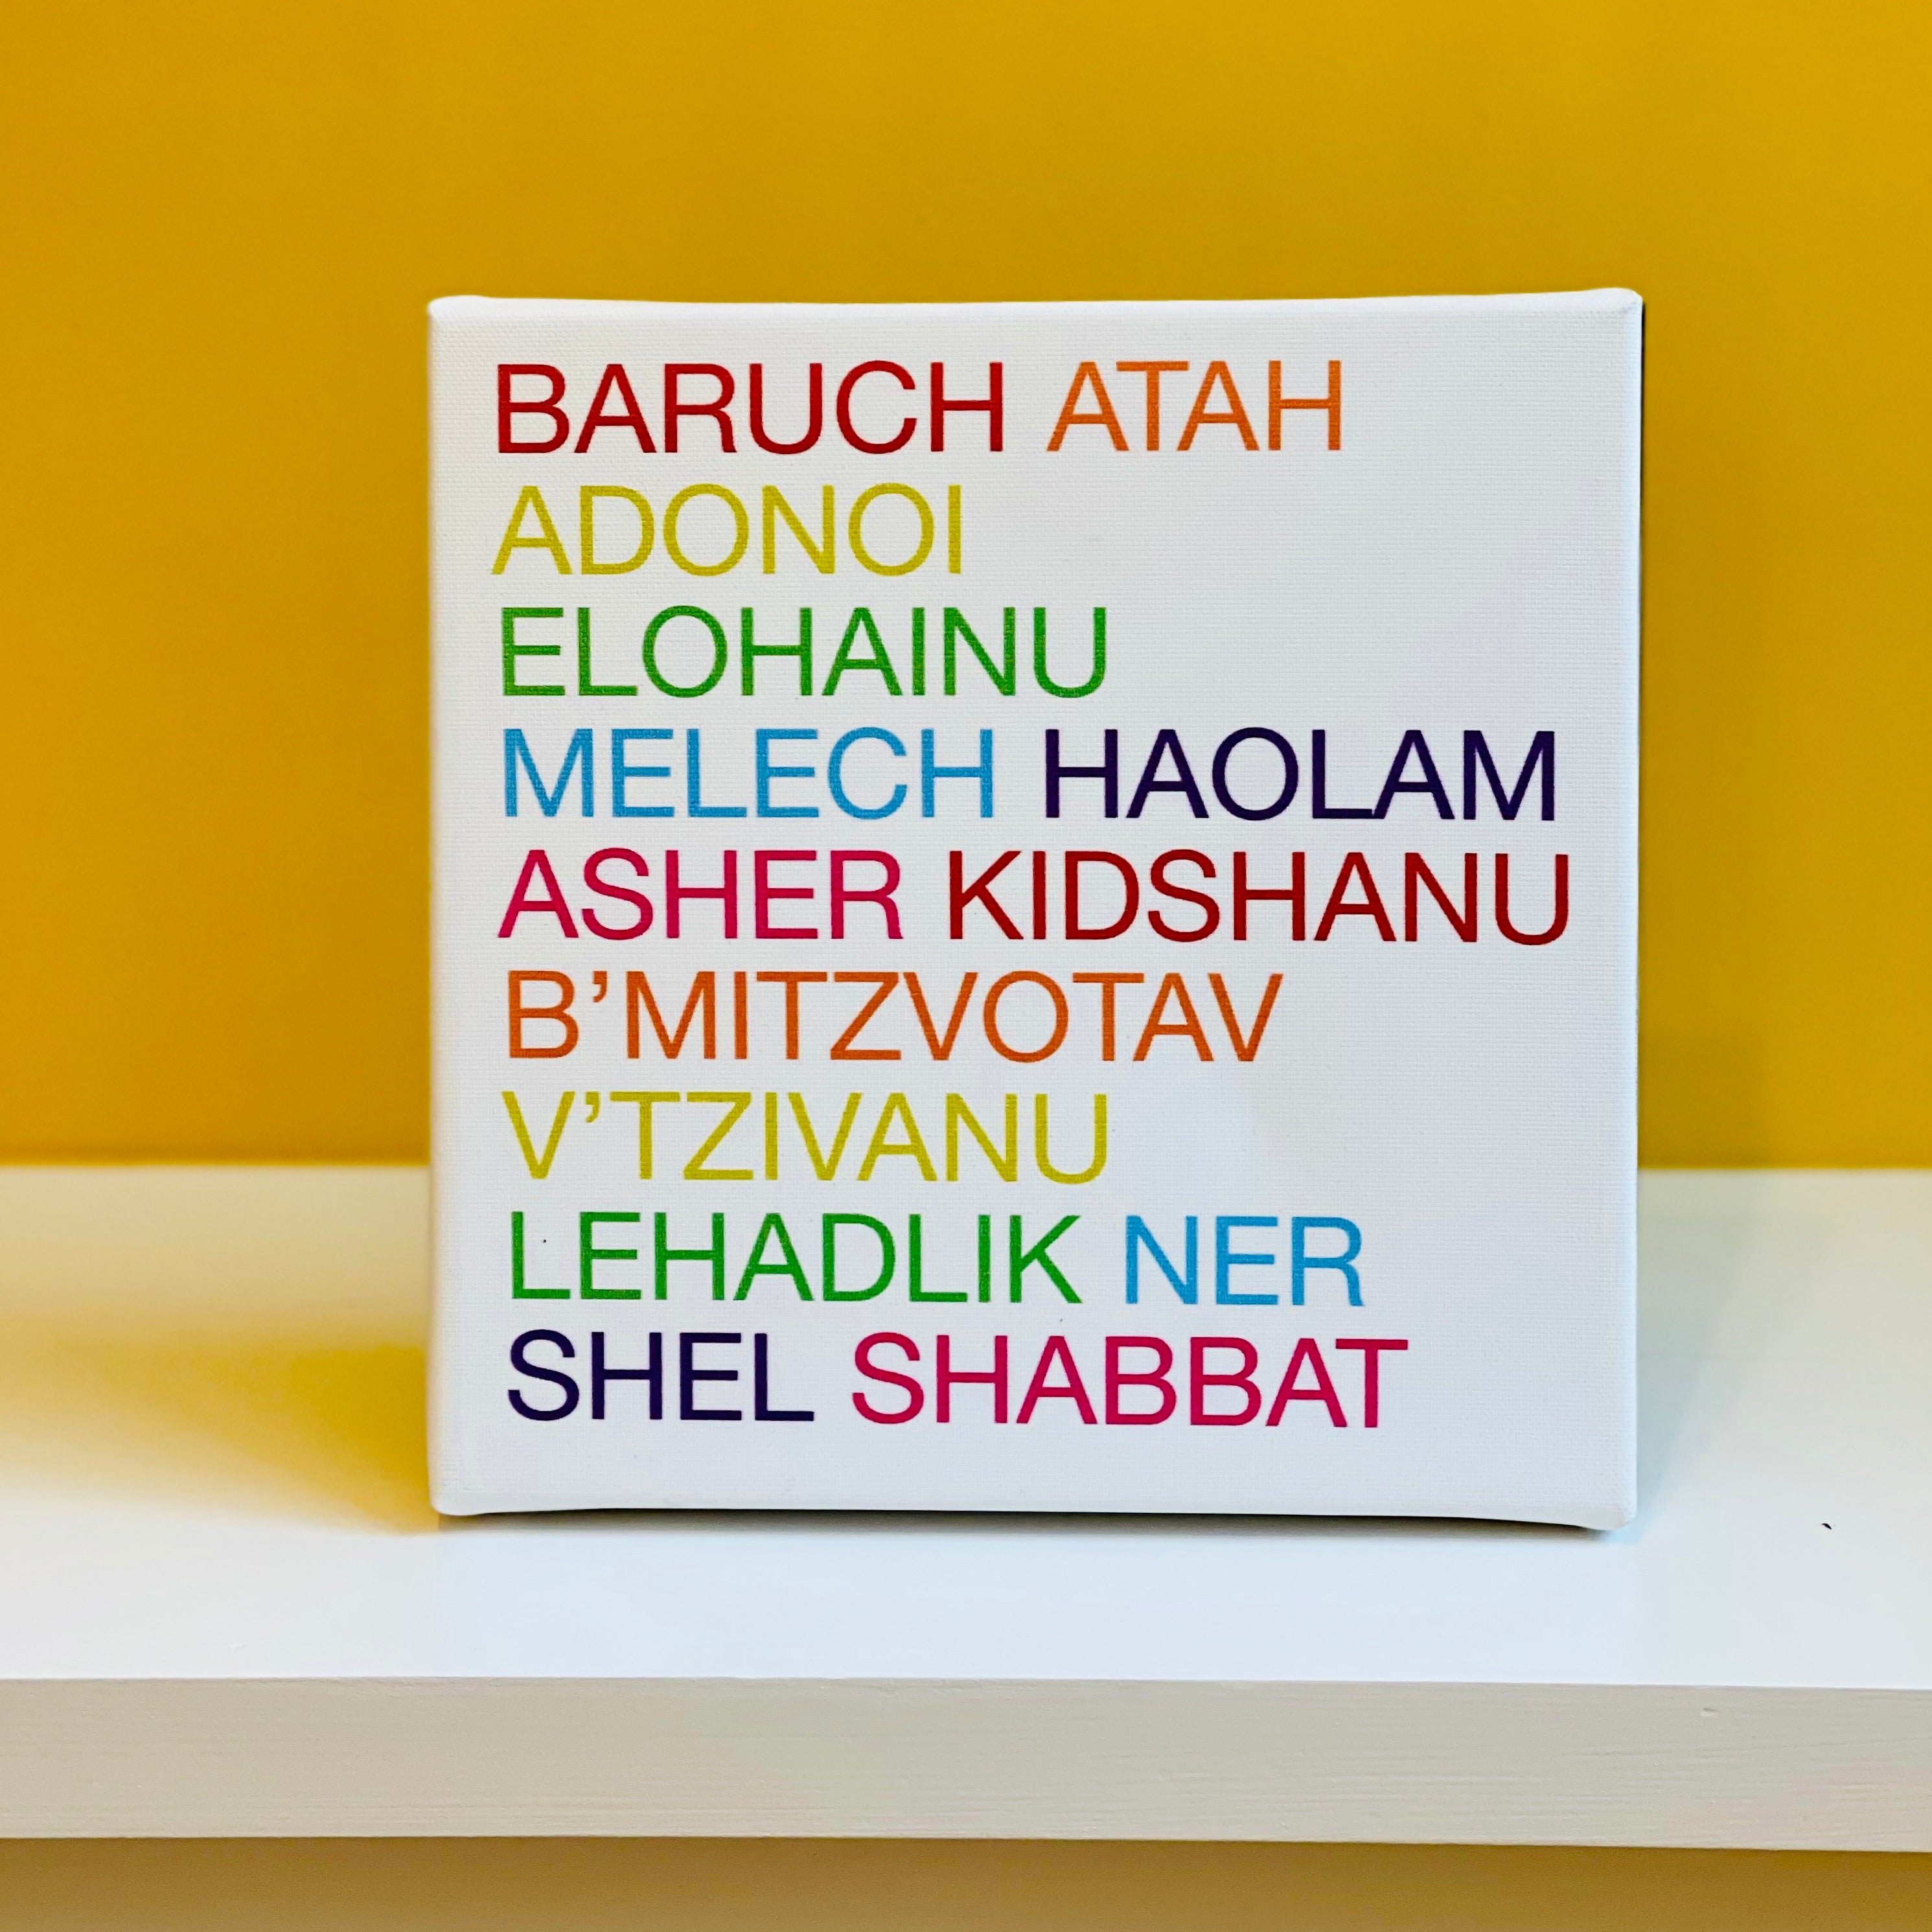 BARUCH ATAH
ADONOI
ELOHAINU
MELECH HAOLAM
ASHER KIDSHANU
B’MITZVOTAV
V’TZIVANU
LEHADLIK NER
SHEL SHABBAT